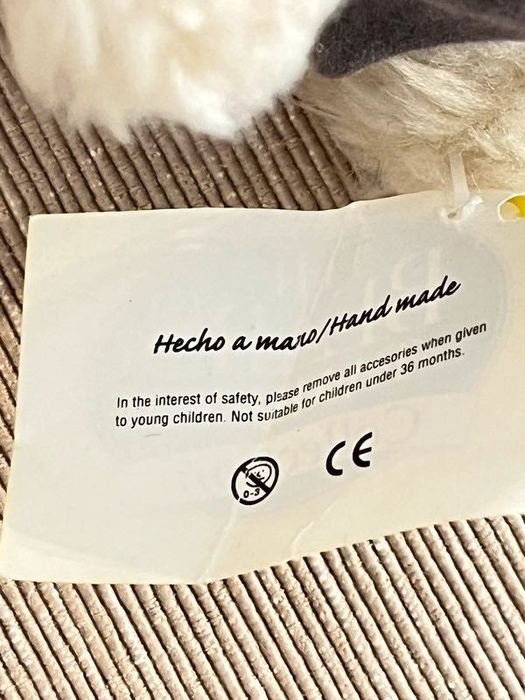 Hecho a mano/Hand made
In the interest of safety, please remove all accesories when given
to young children. Not suitable for children under 36 months.
0-3
CE